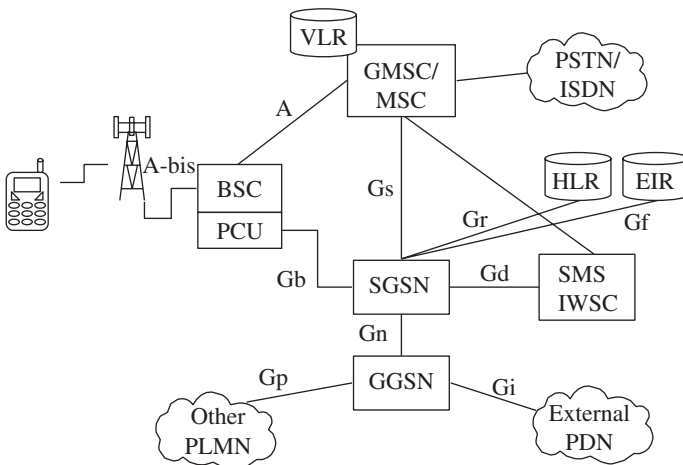 VLR
GMSC/
MSC
PSTN/
ISDN
A
A-bis
BSC
PCU
Gs
HLR
EIR
Gr
Gf
Gb
SGSN
Gd
SMS
IWSC
Gn
GGSN
Gp
Gi
Other
PLMN
External
PDN